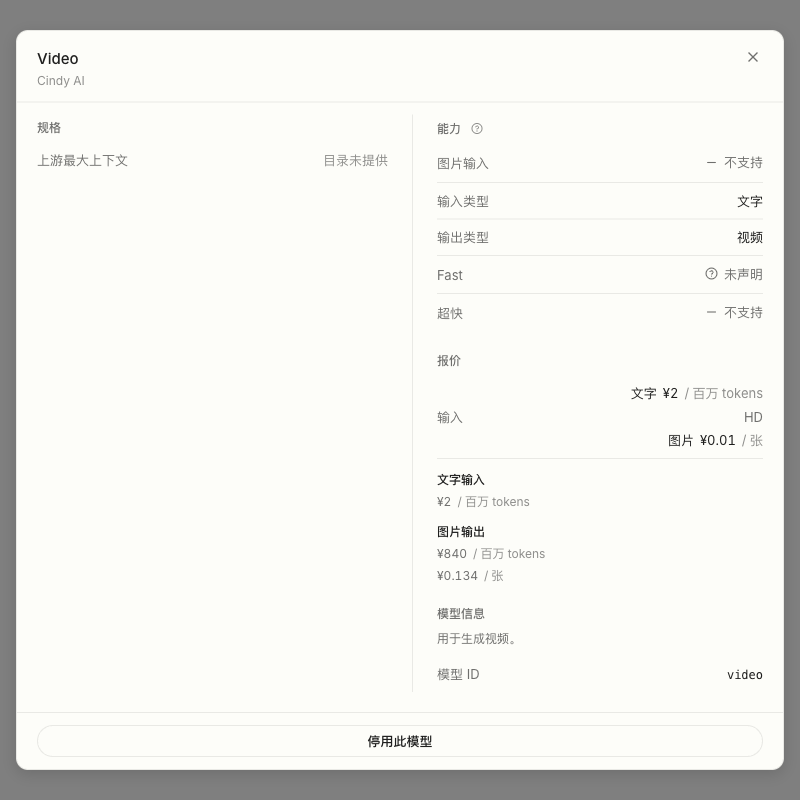 Video
Cindy AI
规格
上游最大上下文 目录未提供
能力
图片输入 — 不支持
输入类型 文字
输出类型 视频
Fast 未声明
超快 — 不支持
报价
文字 ¥2 / 百万 tokens
输入 HD
图片 ¥0.01 / 张
文字输入
¥2 / 百万 tokens
图片输出
¥840 / 百万 tokens
¥0.134 / 张
模型信息
用于生成视频。
模型 ID video
停用此模型